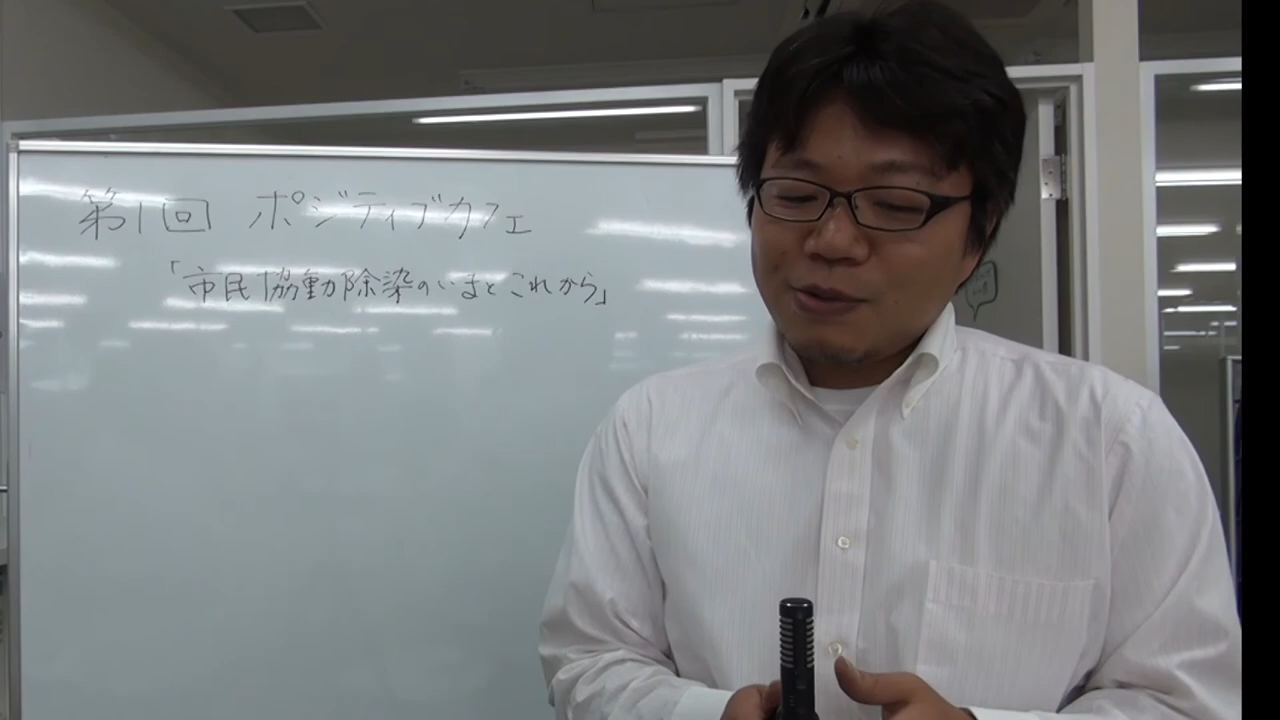 第1回 ポジティブカフェ
「市民協働除染のいまとこれから」